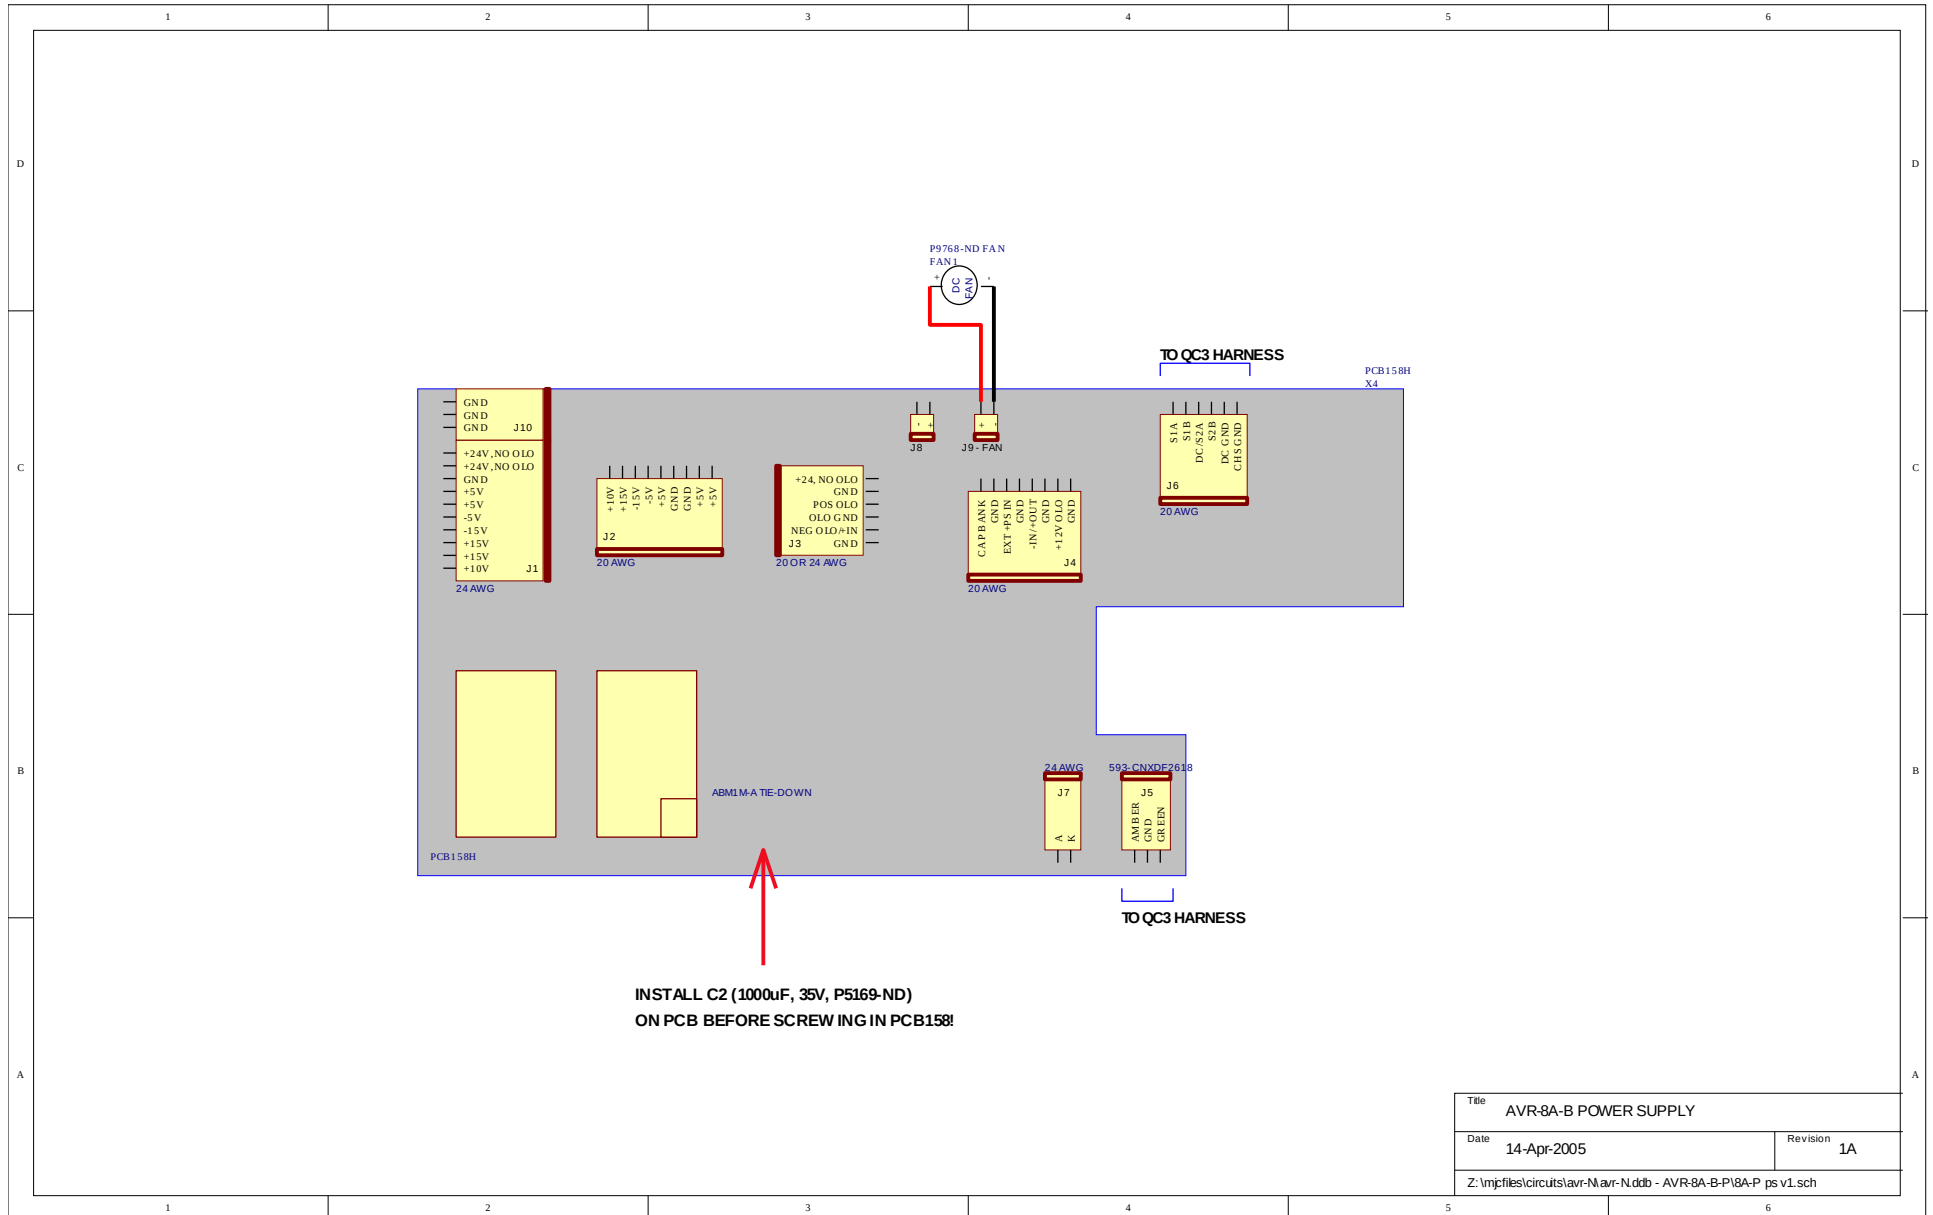 1 2 3 4 5 6
D D
P9768-ND FAN
FAN1
+ -
DC
FAN
TO QC3 HARNESS
PCB158H
X4
GND
GND
GND J10
+24V, NO OLO
+24V, NO OLO
GND
+5V
+5V
-5V
-15V
+15V
+15V
+10V J1
24 AWG
+10V
+15V
-15V
-5V
+5V
GND
GND
+5V
+5V
J2
20 AWG
+24, NO OLO
GND
POS OLO
OLO GND
NEG OLO/+IN
J3 GND
20 OR 24 AWG
- +
J8
+ -
J9 - FAN
CAP BANK
GND
EXT +PS IN
GND
-IN/+OUT
GND
+12V OLO
GND
J4
20 AWG
S1A
S1B
DC/S2A
S2B
DC GND
CHS GND
J6
20 AWG
C C
B B
ABM1M-A TIE-DOWN
PCB158H
24 AWG
J7
A
K
593-CNXDF2618
J5
AMBER
GND
GREEN
TO QC3 HARNESS
INSTALL C2 (1000uF, 35V, P5169-ND)
ON PCB BEFORE SCREWING IN PCB158!
A A
Title AVR-8A-B POWER SUPPLY
Date 14-Apr-2005 Revision 1A
Z:\mjcfiles\circuits\avr-N\avr-N.ddb - AVR-8A-B-P\8A-P ps v1.sch
1 2 3 4 5 6